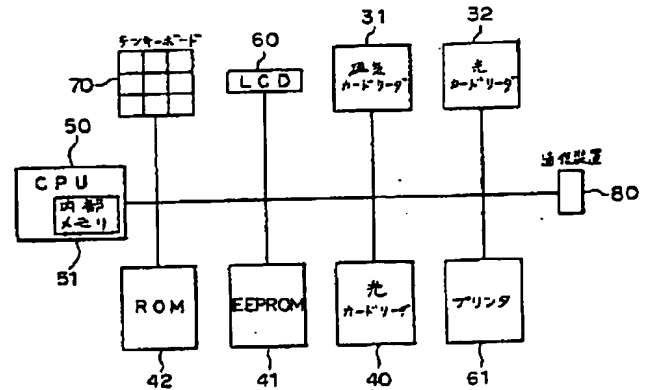 テンキーボード
70
60
LCD
31
磁気
カードリーダ
32
光
カードリーダ
50
CPU
内部
メモリ
51
通信装置
80
ROM
42
EEPROM
41
光
カードリーダ
40
プリンタ
61